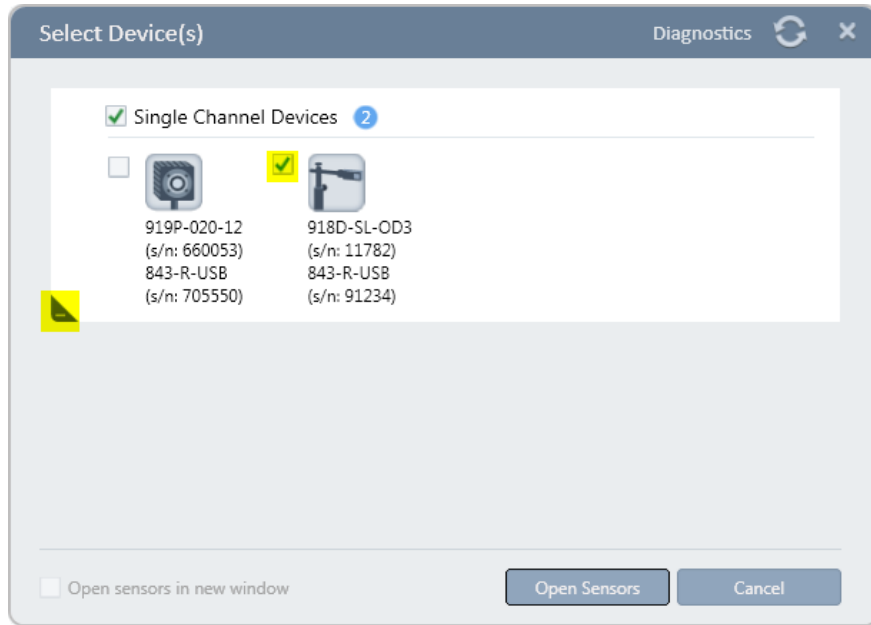 Select Device(s)
Diagnostics
Single Channel Devices 2
919P-020-12
(s/n: 660053)
843-R-USB
(s/n: 705550)
918D-SL-OD3
(s/n: 11782)
843-R-USB
(s/n: 91234)
Open sensors in new window
Open Sensors
Cancel